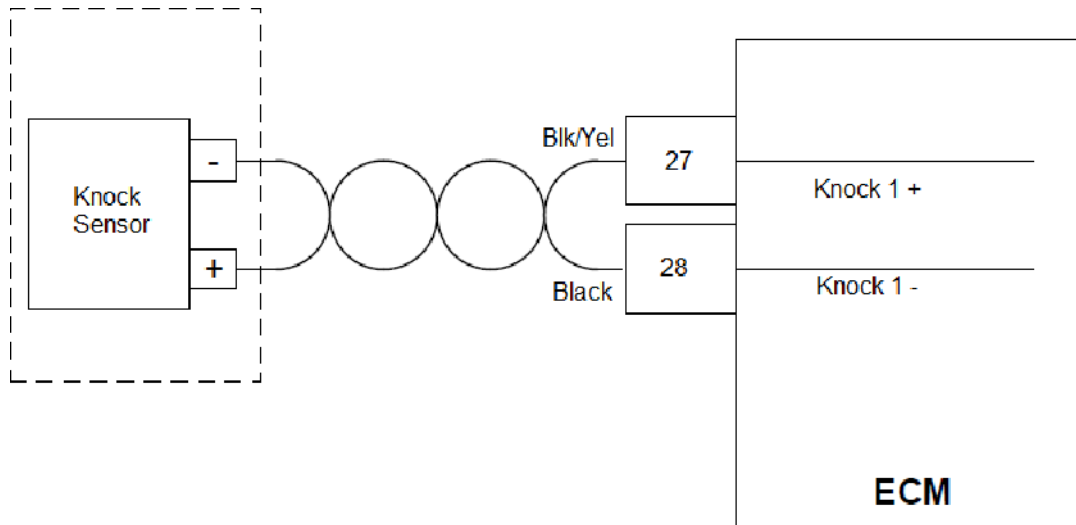 Knock
Sensor
-
+
Blk/Yel
27
Knock 1 +
28
Black
Knock 1 -
ECM